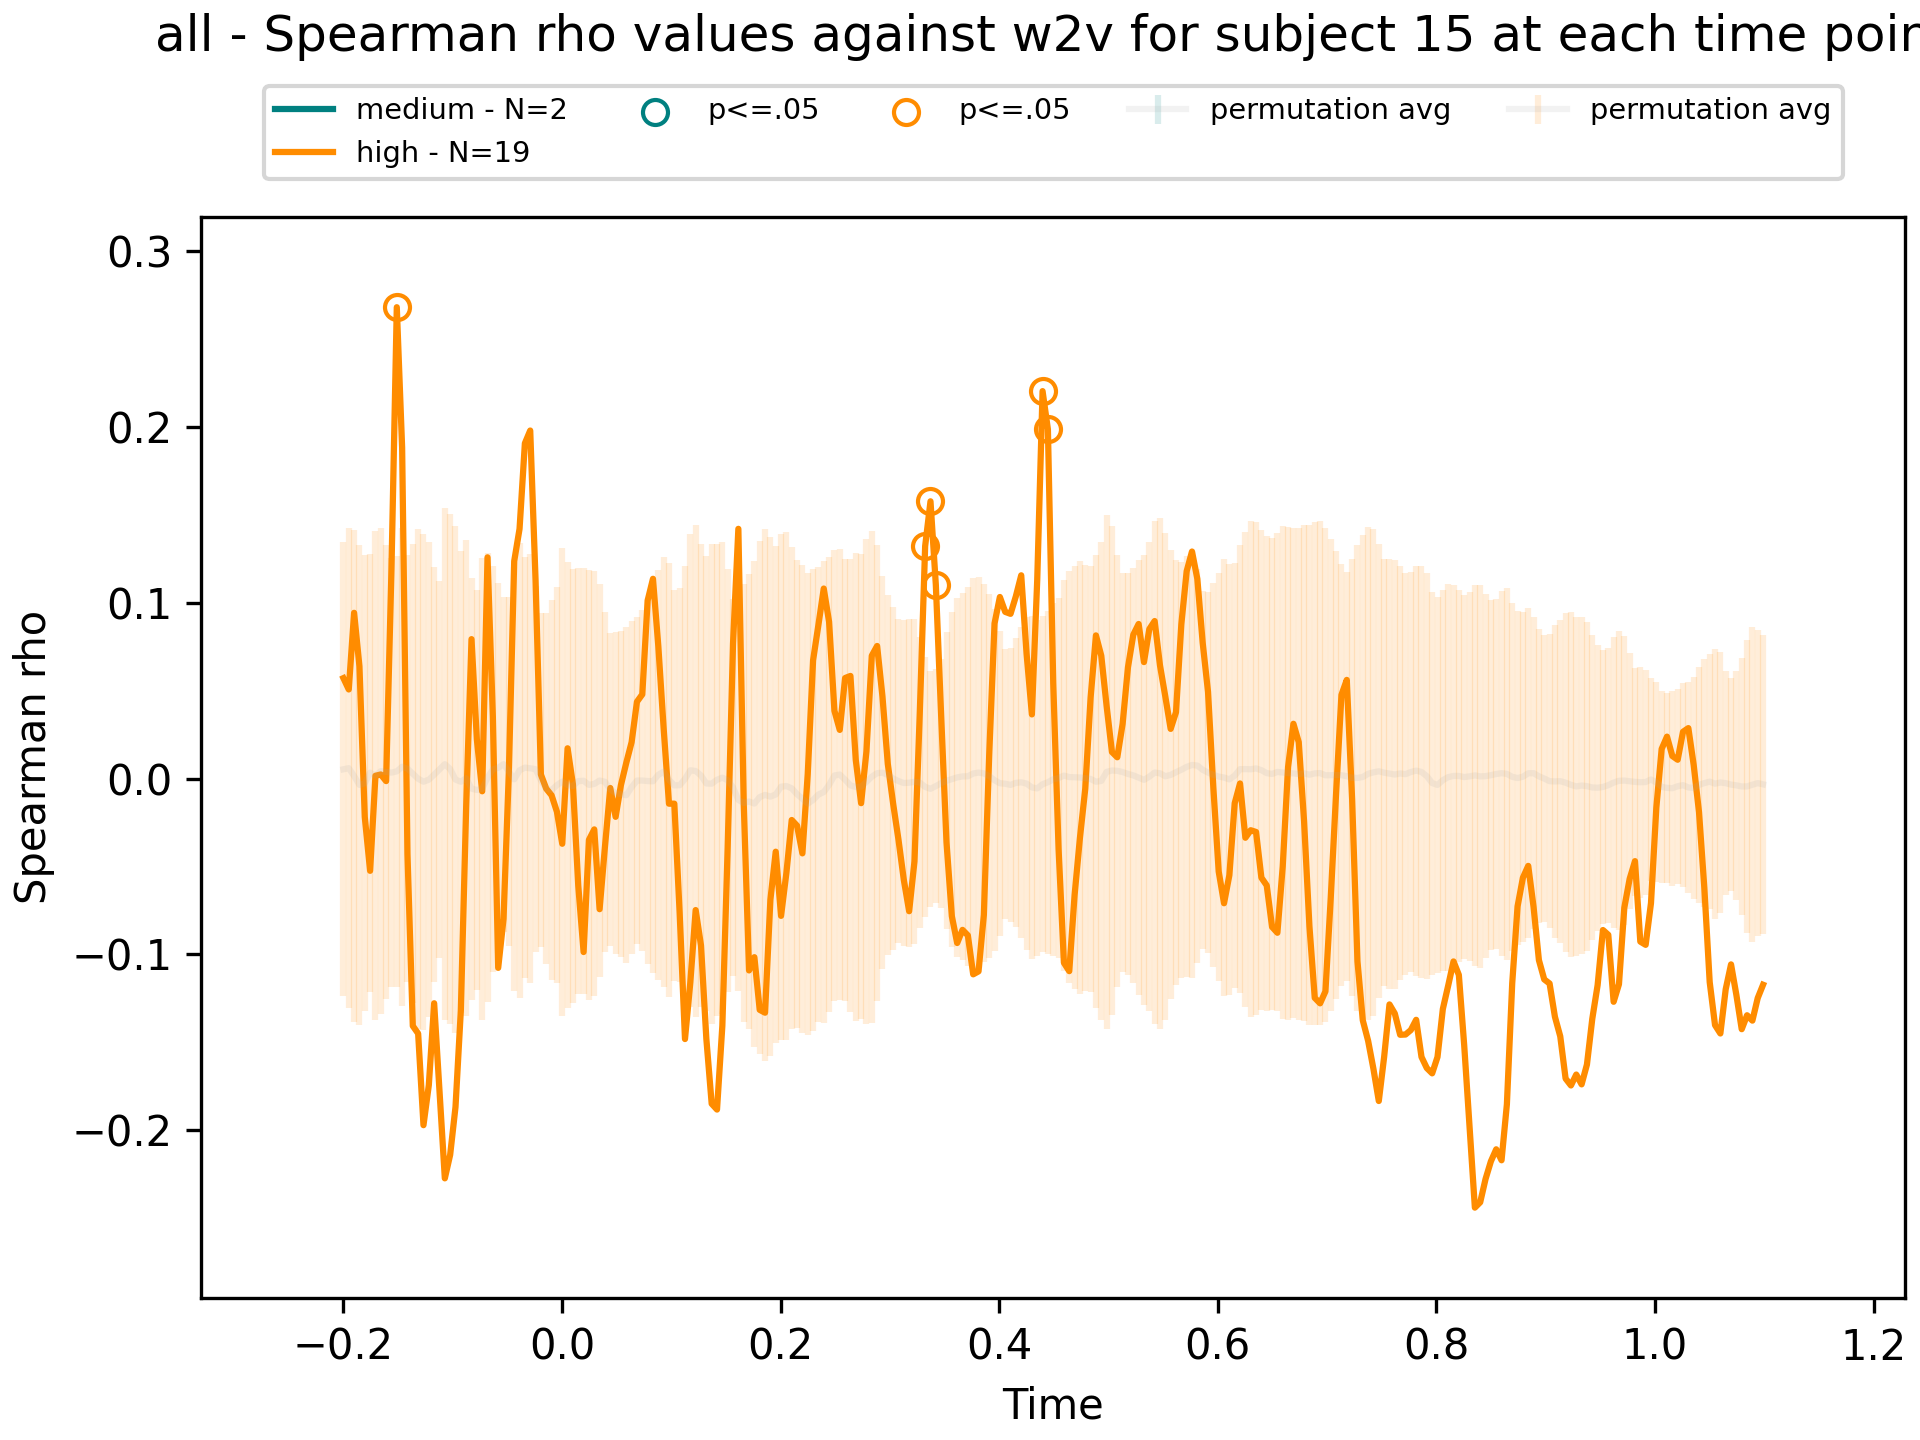 all - Spearman rho values against w2v for subject 15 at each time poin
medium - N=2
high - N=19
p<=.05
p<=.05
permutation avg
permutation avg
0.3
0.2
0.1
0.0
−0.1
−0.2
Spearman rho
−0.2 0.0 0.2 0.4 0.6 0.8 1.0 1.2
Time